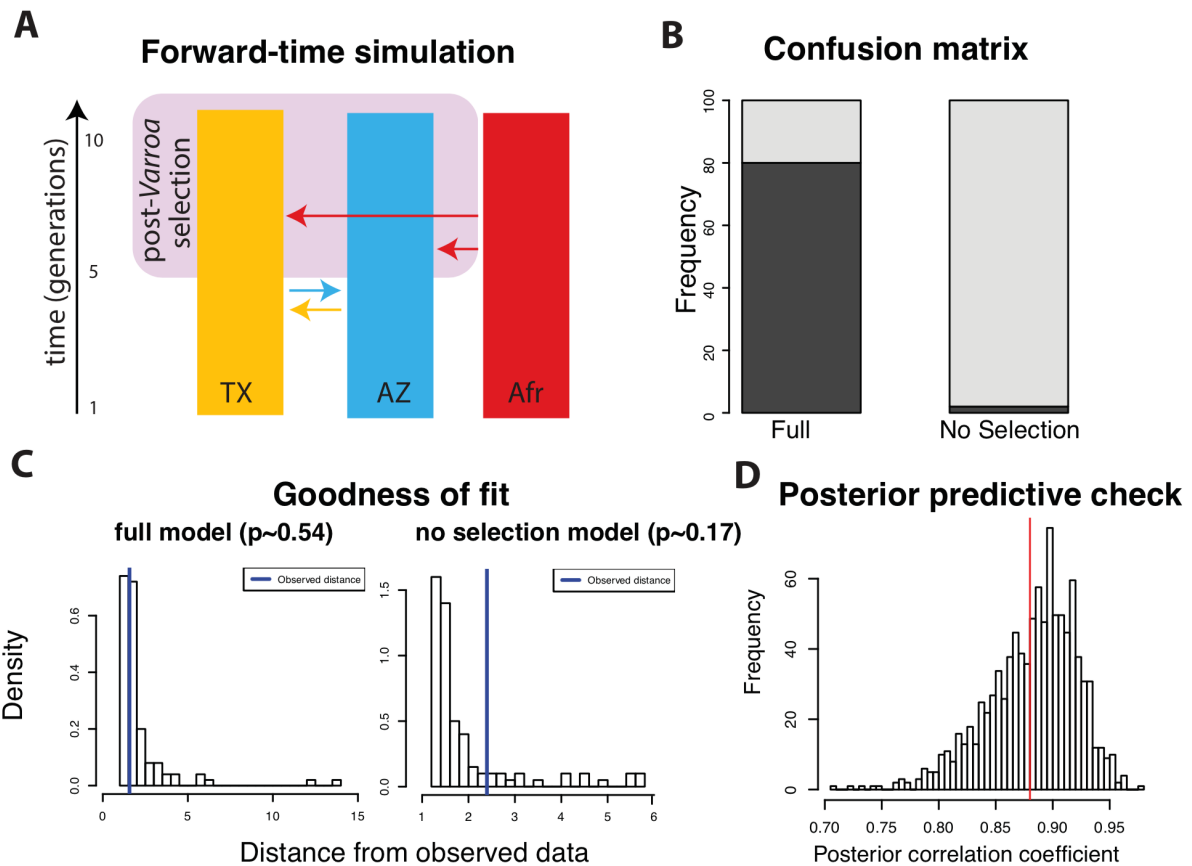 A
Forward-time simulation
time (generations)
10
5
1
post-Varroa
selection
TX
AZ
Afr
B
Confusion matrix
Frequency
100
80
60
40
20
0
Full
No Selection
C
Goodness of fit
full model (p~0.54)
no selection model (p~0.17)
Observed distance
Observed distance
Density
0.6
0.4
0.2
0.0
0
5
10
15
1.5
1.0
0.5
0.0
1
2
3
4
5
6
Distance from observed data
D
Posterior predictive check
Frequency
60
40
20
0
0.70
0.75
0.80
0.85
0.90
0.95
Posterior correlation coefficient